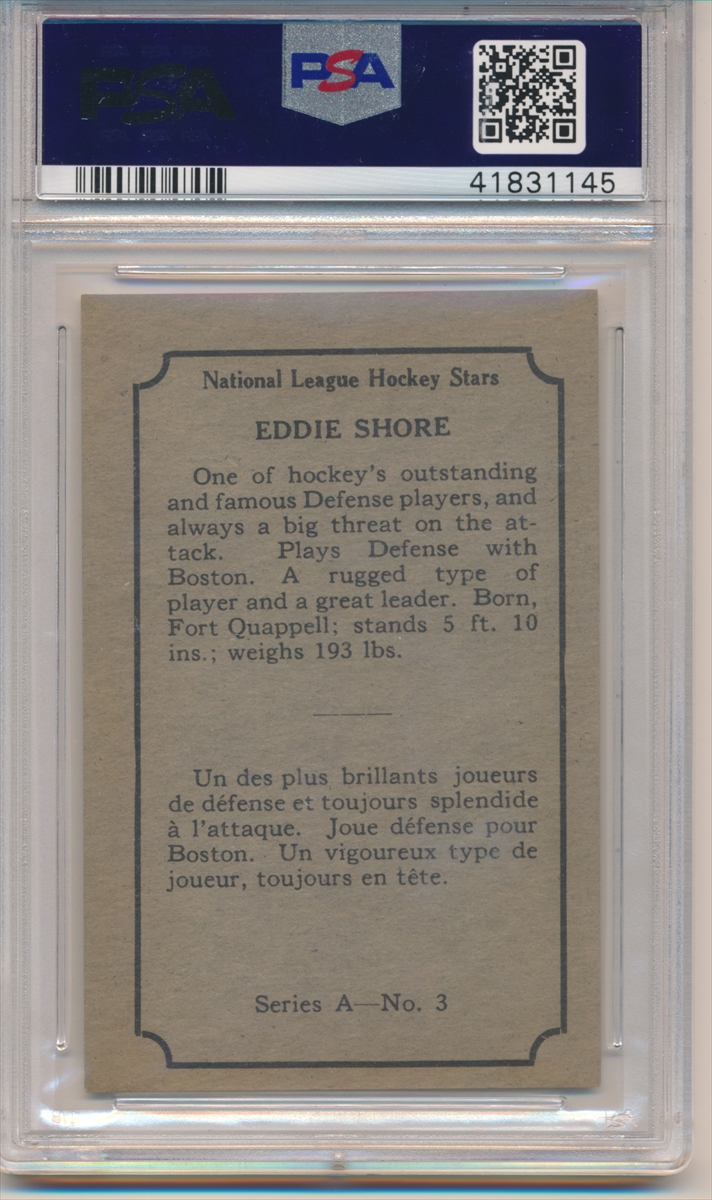 PSA
PSA
41831145
National League Hockey Stars
EDDIE SHORE
One of hockey's outstanding
and famous Defense players, and
always a big threat on the at-
tack. Plays Defense with
Boston. A rugged type of
player and a great leader. Born,
Fort Quappell; stands 5 ft. 10
ins.; weighs 193 lbs.
Un des plus brillants joueurs
de défense et toujours splendide
à l'attaque. Joue défense pour
Boston. Un vigoureux type de
joueur, toujours en tête.
Series A—No. 3